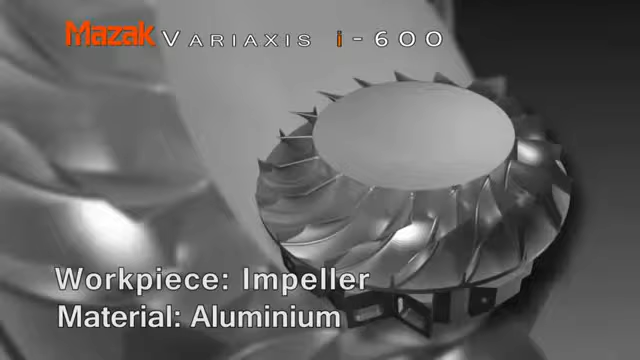 Mazak VARIAXIS i-600
Workpiece: Impeller
Material: Aluminium